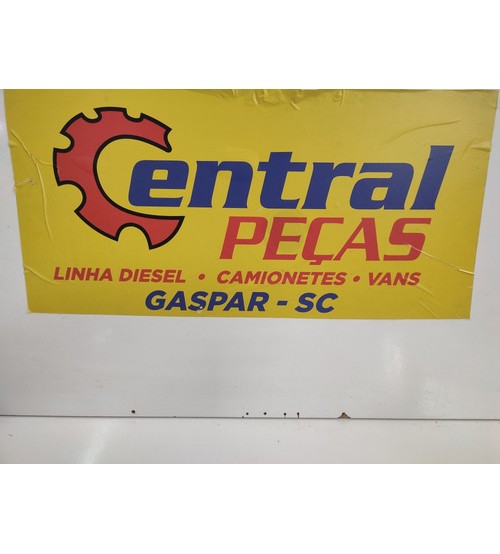 Central
PEÇAS
LINHA DIESEL • CAMIONETES • VANS
GASPAR - SC